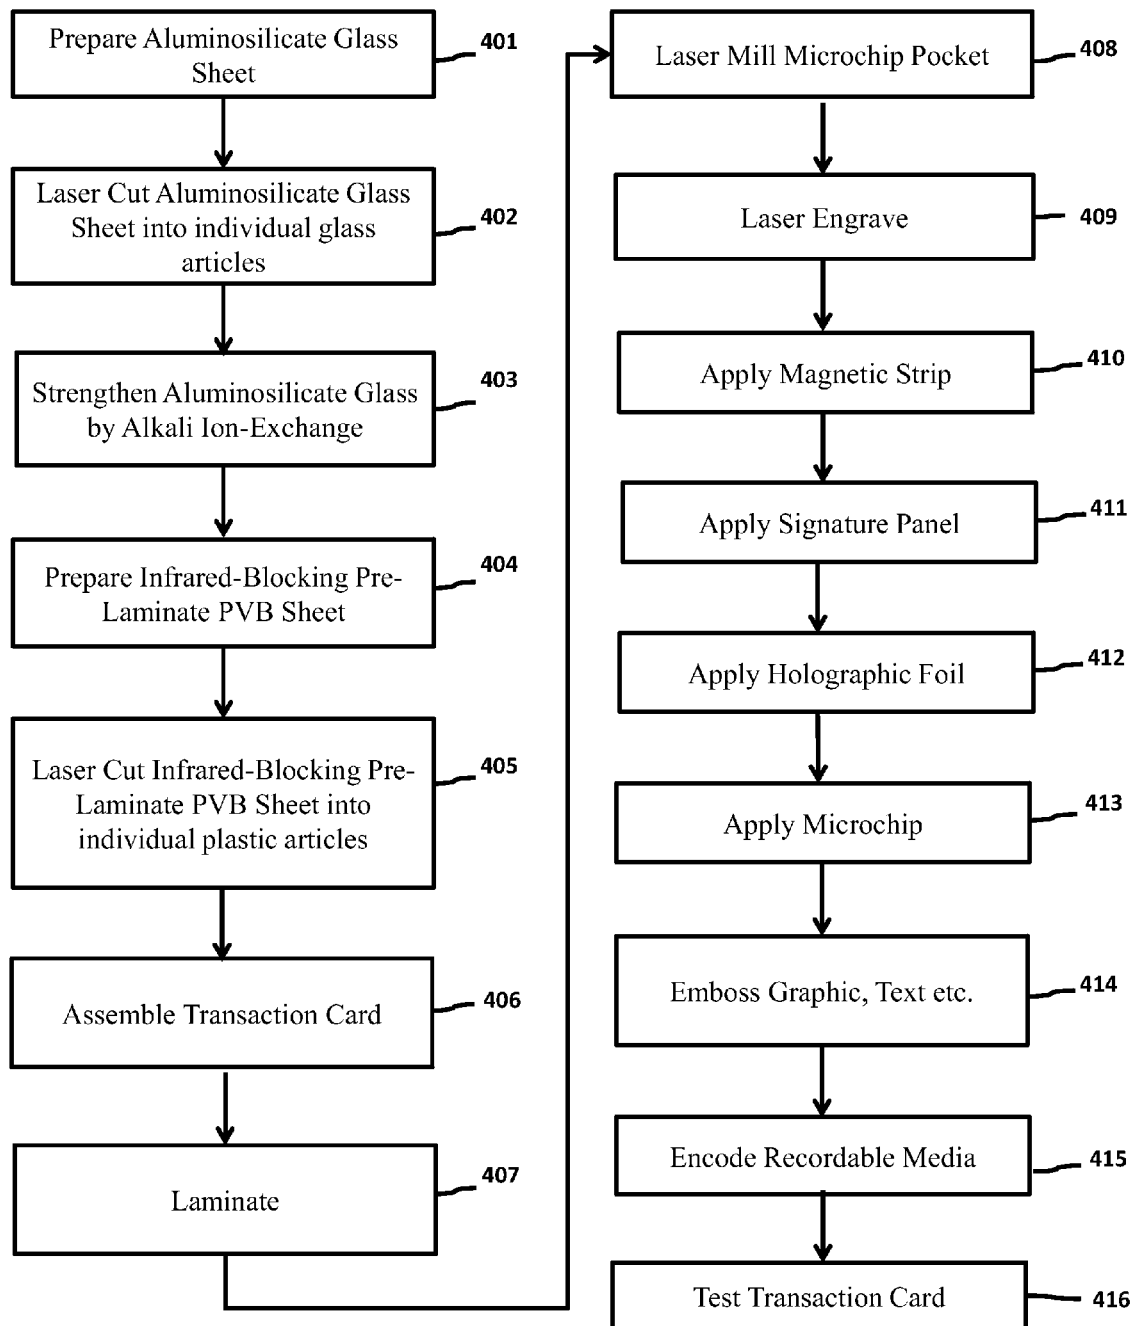 Prepare Aluminosilicate Glass
Sheet
401
Laser Cut Aluminosilicate Glass
Sheet into individual glass
articles
402
Strengthen Aluminosilicate Glass
by Alkali Ion-Exchange
403
Prepare Infrared-Blocking Pre-
Laminate PVB Sheet
404
Laser Cut Infrared-Blocking Pre-
Laminate PVB Sheet into
individual plastic articles
405
Assemble Transaction Card
406
Laminate
407
Laser Mill Microchip Pocket
408
Laser Engrave
409
Apply Magnetic Strip
410
Apply Signature Panel
411
Apply Holographic Foil
412
Apply Microchip
413
Emboss Graphic, Text etc.
414
Encode Recordable Media
415
Test Transaction Card
416